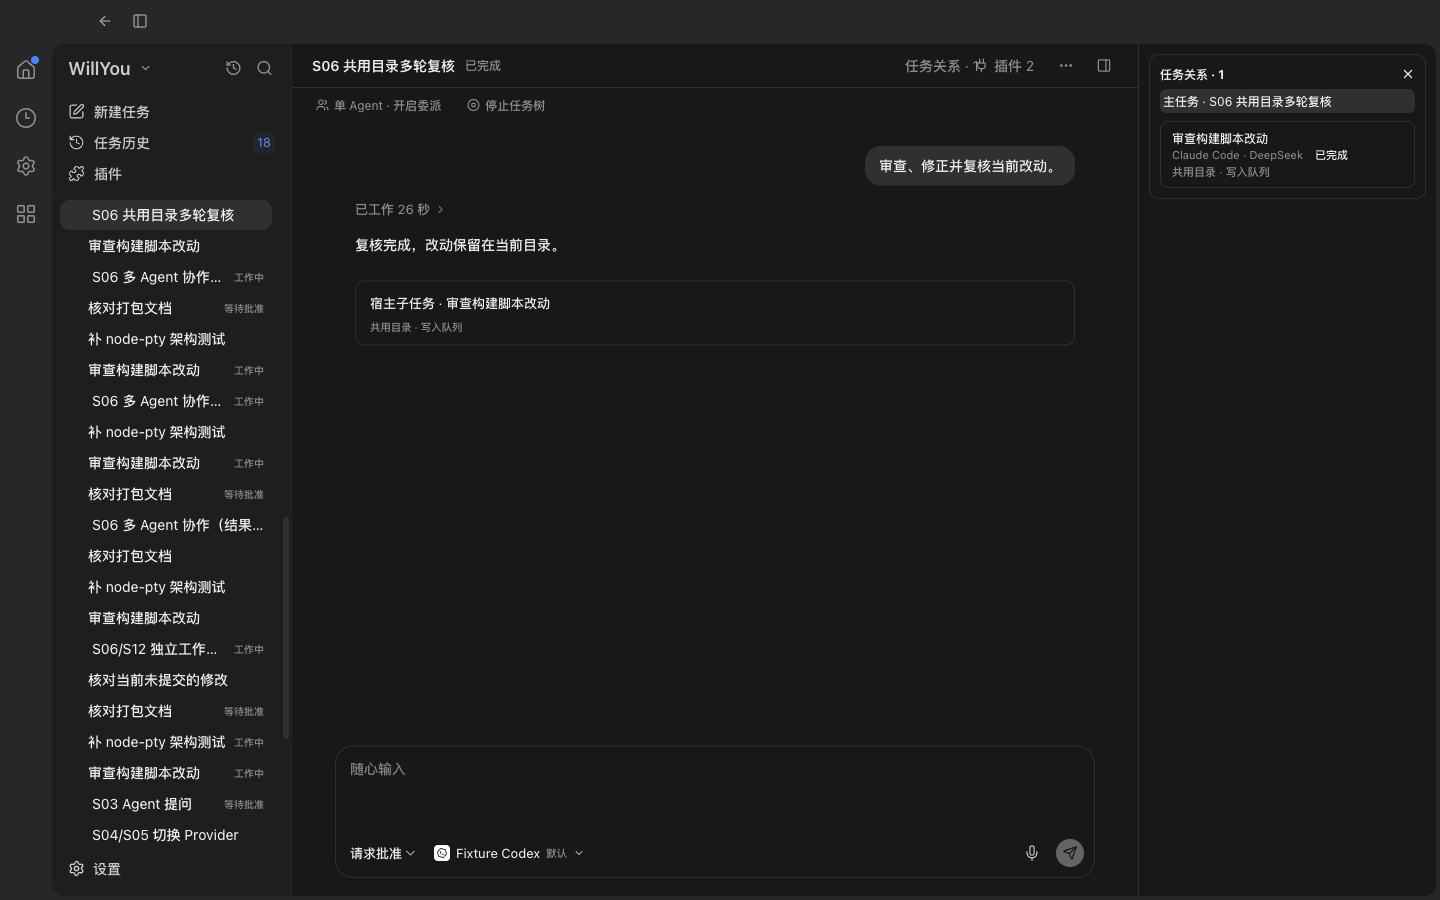 WillYou
新建任务
任务历史 18
插件
S06 共用目录多轮复核
审查构建脚本改动
S06 多 Agent 协作... 工作中
核对打包文档 等待批准
补 node-pty 架构测试
审查构建脚本改动 工作中
S06 多 Agent 协作... 工作中
补 node-pty 架构测试
审查构建脚本改动 工作中
核对打包文档 等待批准
S06 多 Agent 协作（结果...
核对打包文档
补 node-pty 架构测试
审查构建脚本改动
S06/S12 独立工作... 工作中
核对当前未提交的修改
核对打包文档 等待批准
补 node-pty 架构测试 工作中
审查构建脚本改动 工作中
S03 Agent 提问 等待批准
S04/S05 切换 Provider
设置
S06 共用目录多轮复核 已完成
任务关系 · 插件 2
单 Agent · 开启委派 停止任务树
审查、修正并复核当前改动。
已工作 26 秒
复核完成，改动保留在当前目录。
宿主子任务 · 审查构建脚本改动
共用目录 · 写入队列
随心输入
请求批准 Fixture Codex 默认
任务关系 · 1
主任务 · S06 共用目录多轮复核
审查构建脚本改动
Claude Code · DeepSeek 已完成
共用目录 · 写入队列